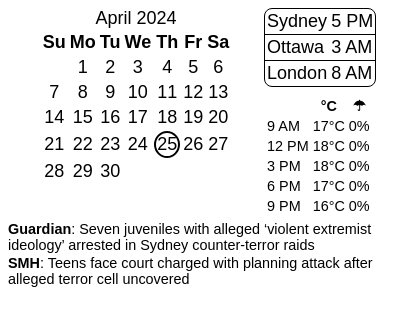 April 2024
Su Mo Tu We Th Fr Sa
1 2 3 4 5 6
7 8 9 10 11 12 13
14 15 16 17 18 19 20
21 22 23 24 25 26 27
28 29 30
Sydney 5 PM
Ottawa 3 AM
London 8 AM
°C ☂
9 AM 17°C 0%
12 PM 18°C 0%
3 PM 18°C 0%
6 PM 17°C 0%
9 PM 16°C 0%
Guardian: Seven juveniles with alleged ‘violent extremist
ideology’ arrested in Sydney counter-terror raids
SMH: Teens face court charged with planning attack after
alleged terror cell uncovered